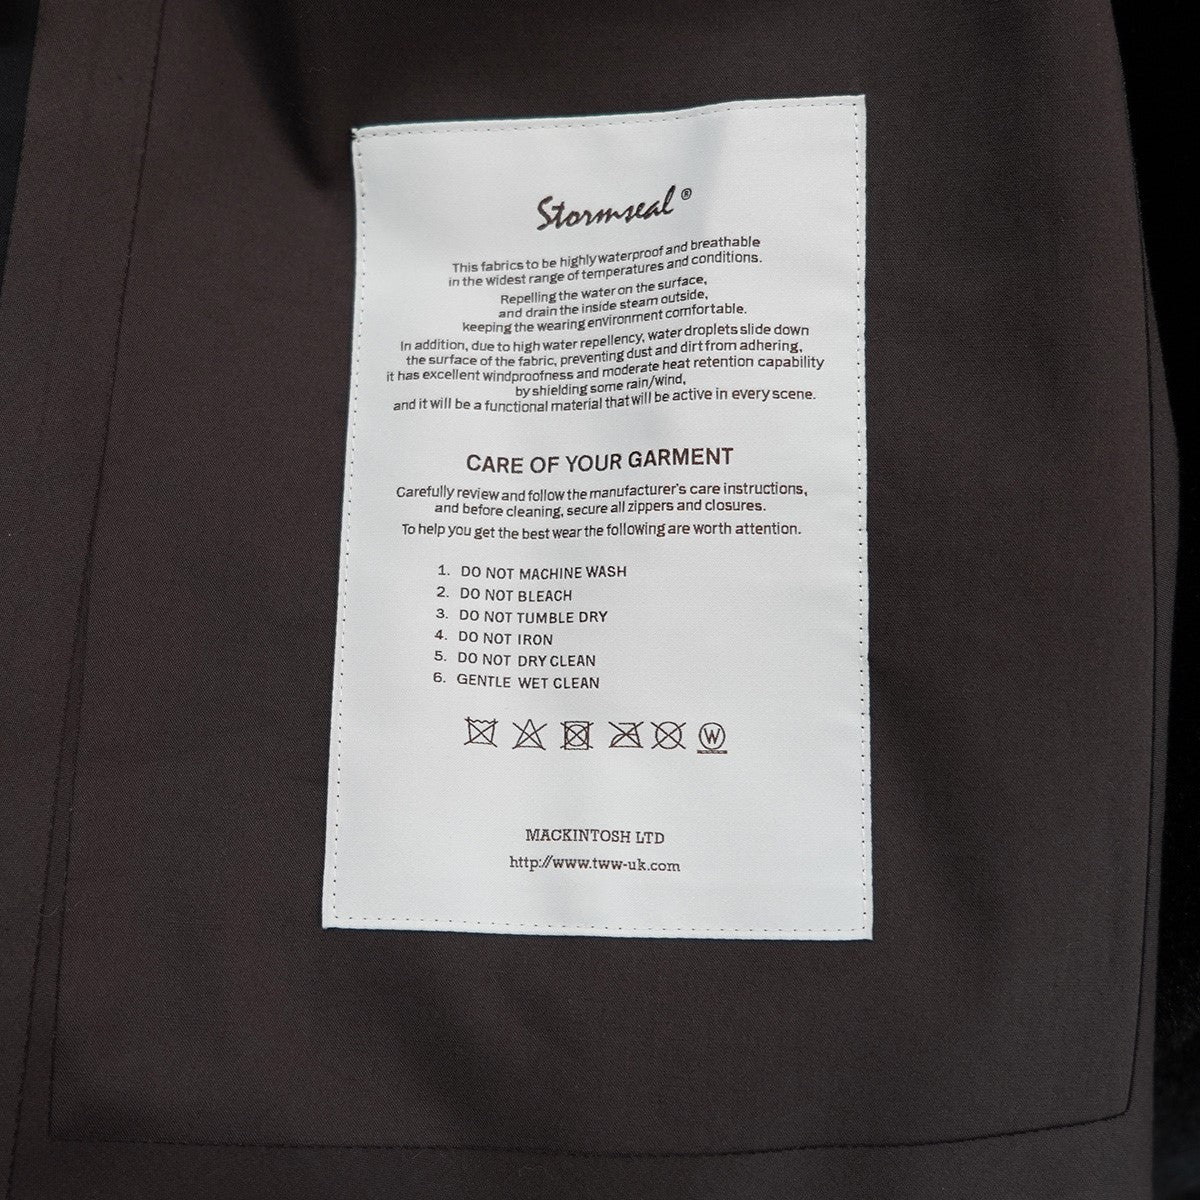 Stormseal®
This fabrics to be highly waterproof and breathable
in the widest range of temperatures and conditions.
Repelling the water on the surface,
and drain the inside steam outside,
keeping the wearing environment comfortable.
In addition, due to high water repellency, water droplets slide down
the surface of the fabric, preventing dust and dirt from adhering,
it has excellent windproofness and moderate heat retention capability
by shielding some rain/wind,
and it will be a functional material that will be active in every scene.
CARE OF YOUR GARMENT
Carefully review and follow the manufacturer's care instructions,
and before cleaning, secure all zippers and closures.
To help you get the best wear the following are worth attention.
1. DO NOT MACHINE WASH
2. DO NOT BLEACH
3. DO NOT TUMBLE DRY
4. DO NOT IRON
5. DO NOT DRY CLEAN
6. GENTLE WET CLEAN
W
MACKINTOSH LTD
http://www.tww-uk.com